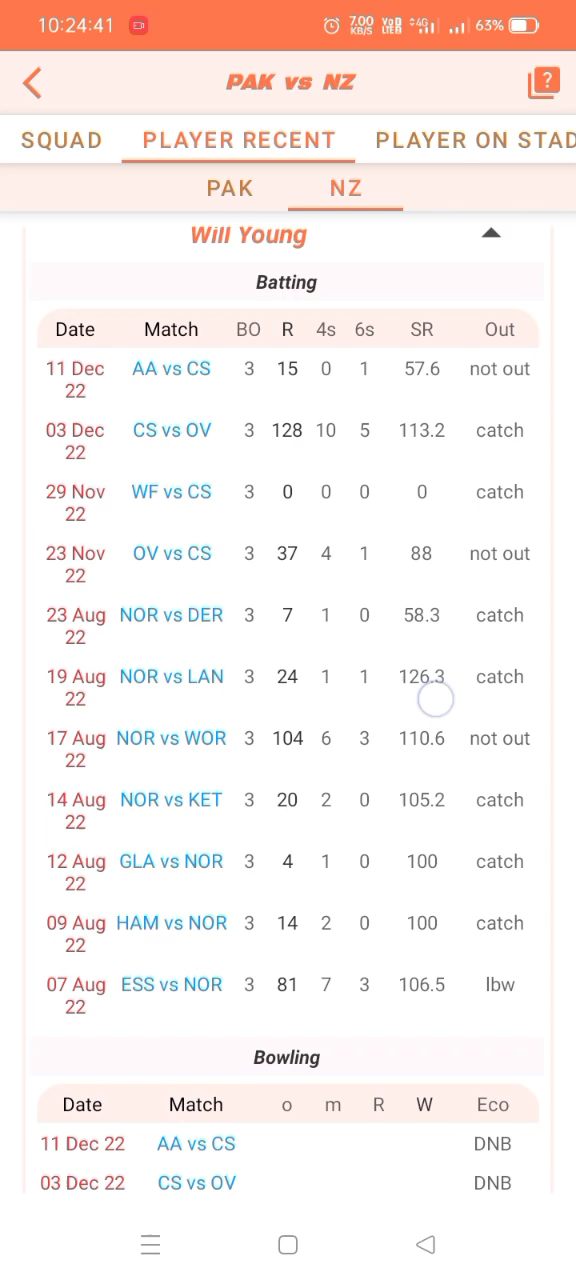 10:24:41 7.00 KB/S Vo9 LTE8 4G 63%
PAK vs NZ ?
SQUAD PLAYER RECENT PLAYER ON STAD
PAK NZ
Will Young
Batting
Date Match BO R 4s 6s SR Out
11 Dec 22 AA vs CS 3 15 0 1 57.6 not out
03 Dec 22 CS vs OV 3 128 10 5 113.2 catch
29 Nov 22 WF vs CS 3 0 0 0 0 catch
23 Nov 22 OV vs CS 3 37 4 1 88 not out
23 Aug 22 NOR vs DER 3 7 1 0 58.3 catch
19 Aug 22 NOR vs LAN 3 24 1 1 126.3 catch
17 Aug 22 NOR vs WOR 3 104 6 3 110.6 not out
14 Aug 22 NOR vs KET 3 20 2 0 105.2 catch
12 Aug 22 GLA vs NOR 3 4 1 0 100 catch
09 Aug 22 HAM vs NOR 3 14 2 0 100 catch
07 Aug 22 ESS vs NOR 3 81 7 3 106.5 lbw
Bowling
Date Match o m R W Eco
11 Dec 22 AA vs CS DNB
03 Dec 22 CS vs OV DNB